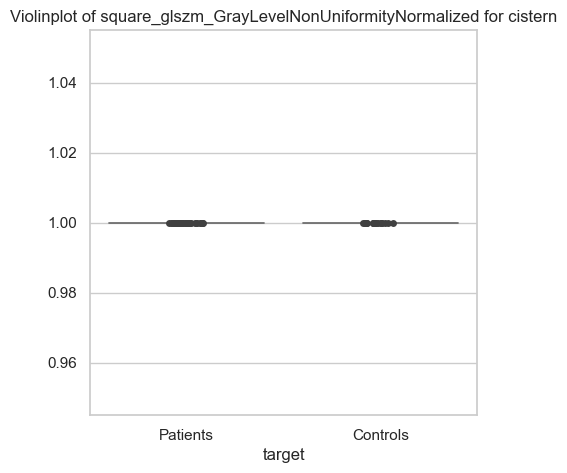 Violinplot of square_glszm_GrayLevelNonUniformityNormalized for cistern
1.04
1.02
1.00
0.98
0.96
Patients
Controls
target